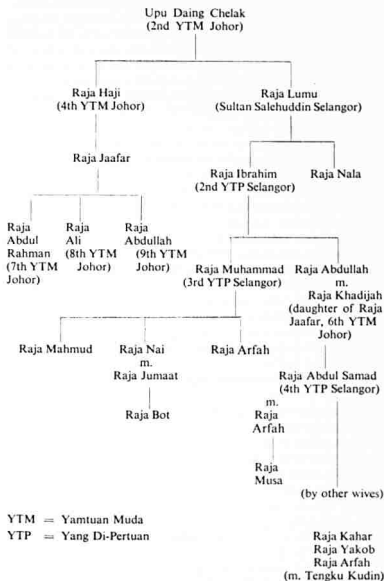 Upu Daing Chelak
(2nd YTM Johor)
Raja Haji
(4th YTM Johor)
Raja Lumu
(Sultan Salehuddin Selangor)
Raja Jaafar
Raja Ibrahim
(2nd YTP Selangor)
Raja Nala
Raja
Abdul
Rahman
(7th YTM
Johor)
Raja
Ali
(8th YTM
Johor)
Raja
Abdullah
(9th YTM
Johor)
Raja Muhammad
(3rd YTP Selangor)
Raja Abdullah
m.
Raja Khadijah
(daughter of Raja
Jaafar, 6th YTM
Johor)
Raja Mahmud
Raja Nai
m.
Raja Jumaat
Raja Arfah
Raja Bot
Raja Abdul Samad
(4th YTP Selangor)
m.
Raja
Arfah
Raja
Musa
(by other wives)
YTM = Yamtuan Muda
YTP = Yang Di-Pertuan
Raja Kahar
Raja Yakob
Raja Arfah
(m. Tengku Kudin)